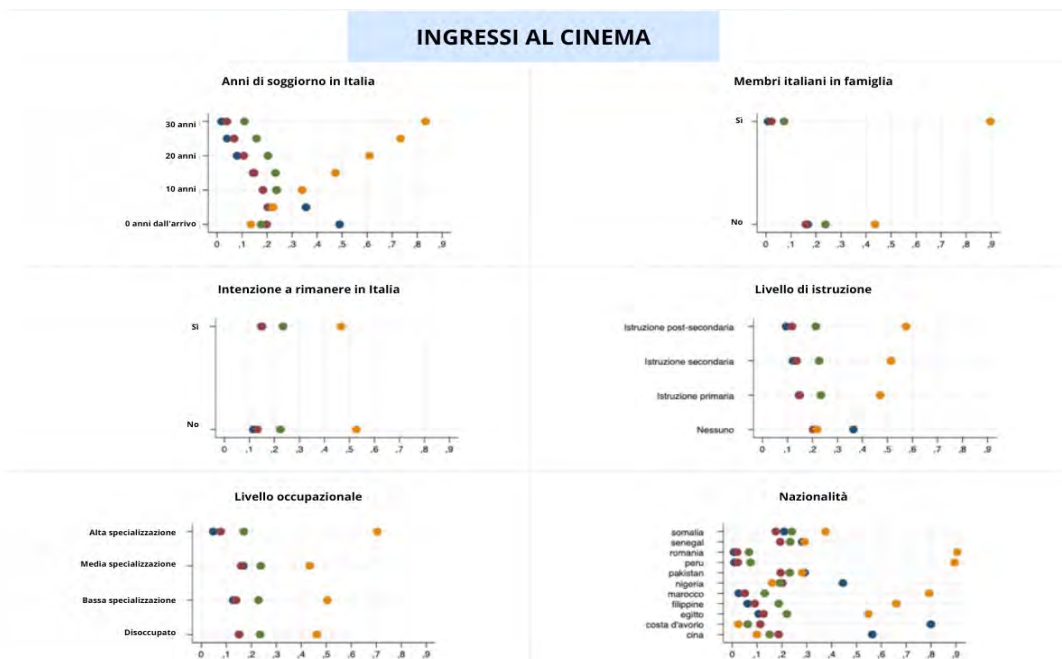 INGRESSI AL CINEMA
Anni di soggiorno in Italia
30 anni
20 anni
10 anni
0 anni dall'arrivo
0 ,1 ,2 ,3 ,4 ,5 ,6 ,7 ,8 ,9
Membri italiani in famiglia
Sì
No
0 ,1 ,2 ,3 ,4 ,5 ,6 ,7 ,8 ,9
Intenzione a rimanere in Italia
Sì
No
0 ,1 ,2 ,3 ,4 ,5 ,6 ,7 ,8 ,9
Livello di istruzione
Istruzione post-secondaria
Istruzione secondaria
Istruzione primaria
Nessuno
0 ,1 ,2 ,3 ,4 ,5 ,6 ,7 ,8 ,9
Livello occupazionale
Alta specializzazione
Media specializzazione
Bassa specializzazione
Disoccupato
0 ,1 ,2 ,3 ,4 ,5 ,6 ,7 ,8 ,9
Nazionalità
somalia
senegal
romania
peru
pakistan
nigeria
marocco
filippine
egitto
costa d'avorio
cina
0 ,1 ,2 ,3 ,4 ,5 ,6 ,7 ,8 ,9